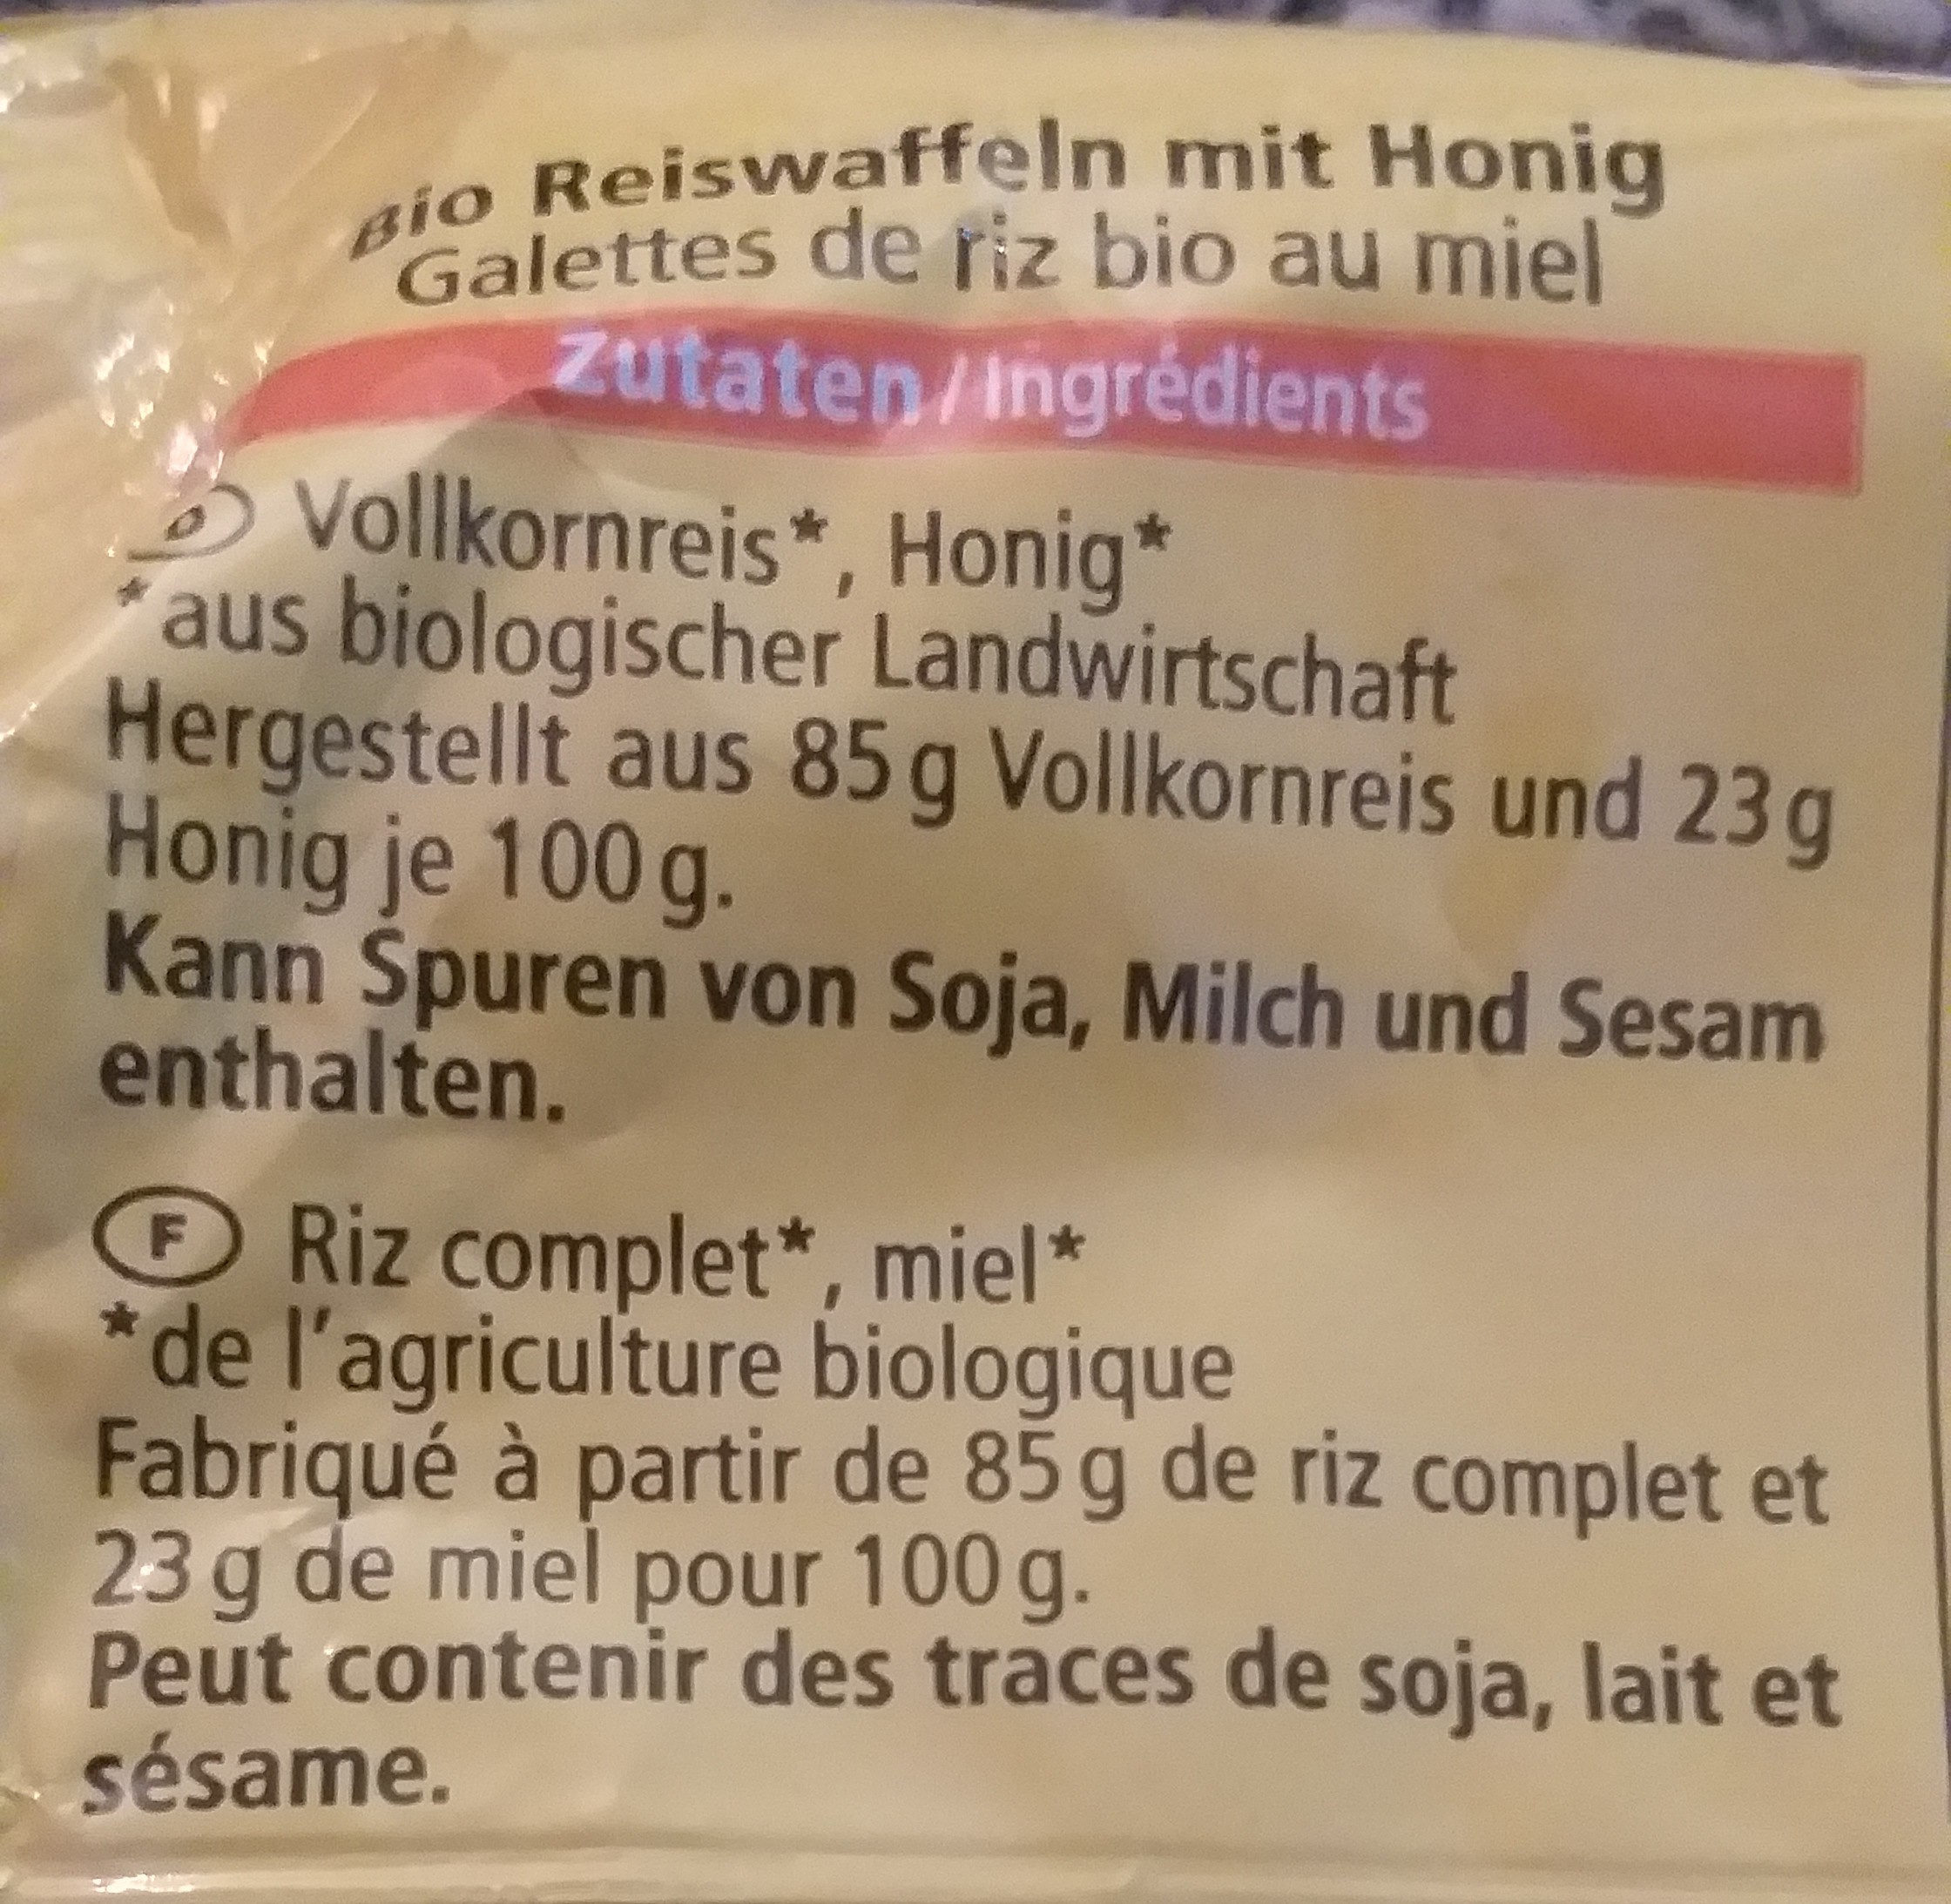 Bio Reiswaffeln mit Honig
Galettes de riz bio au miel
Zutaten / Ingrédients
D Vollkornreis*, Honig*
*aus biologischer Landwirtschaft
Hergestellt aus 85 g Vollkornreis und 23 g
Honig je 100 g.
Kann Spuren von Soja, Milch und Sesam
enthalten.
F Riz complet*, miel*
*de l'agriculture biologique
Fabriqué à partir de 85 g de riz complet et
23 g de miel pour 100 g.
Peut contenir des traces de soja, lait et
sésame.